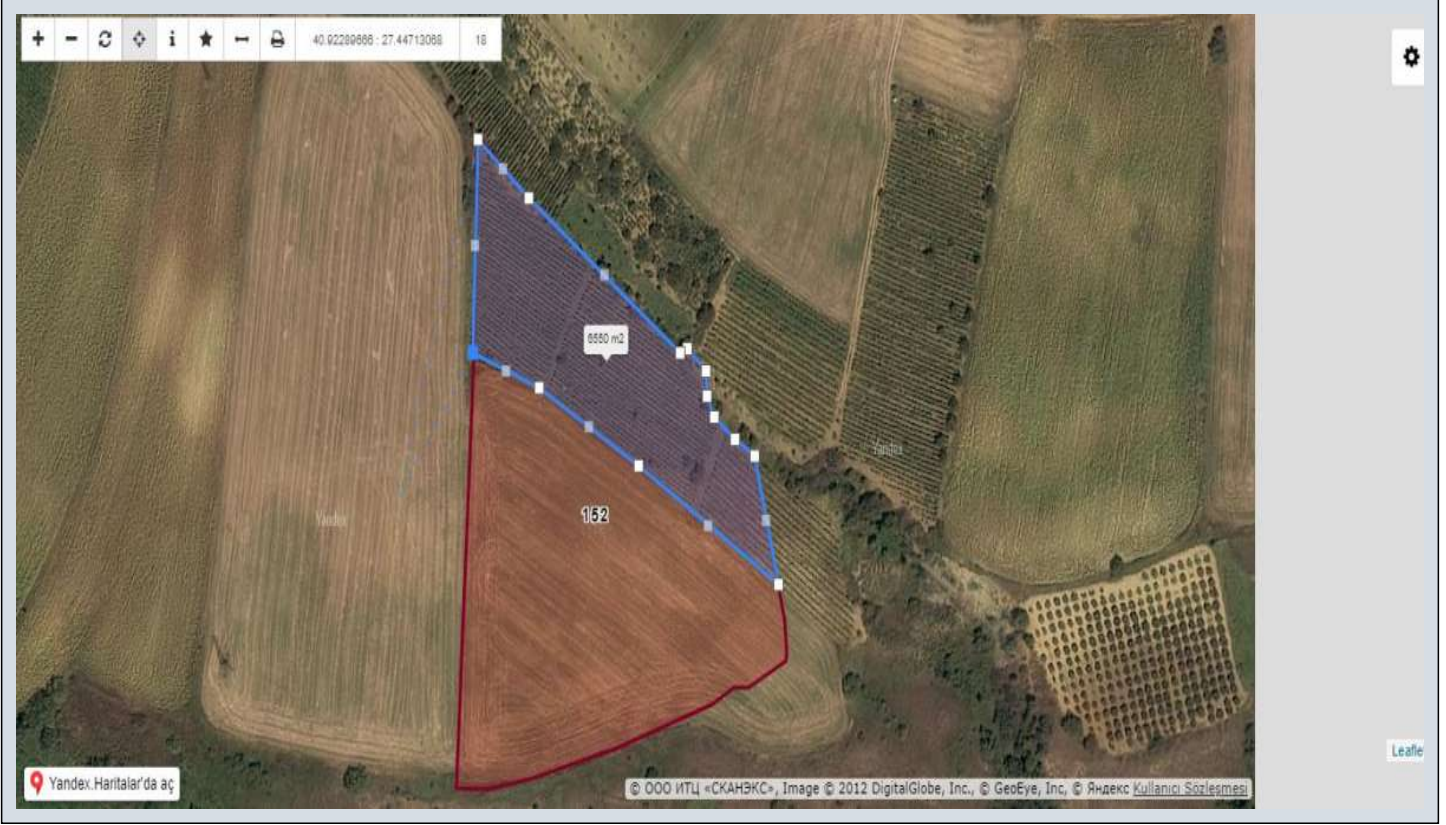 40.92289666 : 27.44713068 18
6550 m2
152
Yandex
Yandex
Leafle
Yandex.Haritalar'da aç
© ООО ИТЦ «СКАНЭКС», Image © 2012 DigitalGlobe, Inc., © GeoEye, Inc, © Яндекс Kullanıcı Sözleşmesi